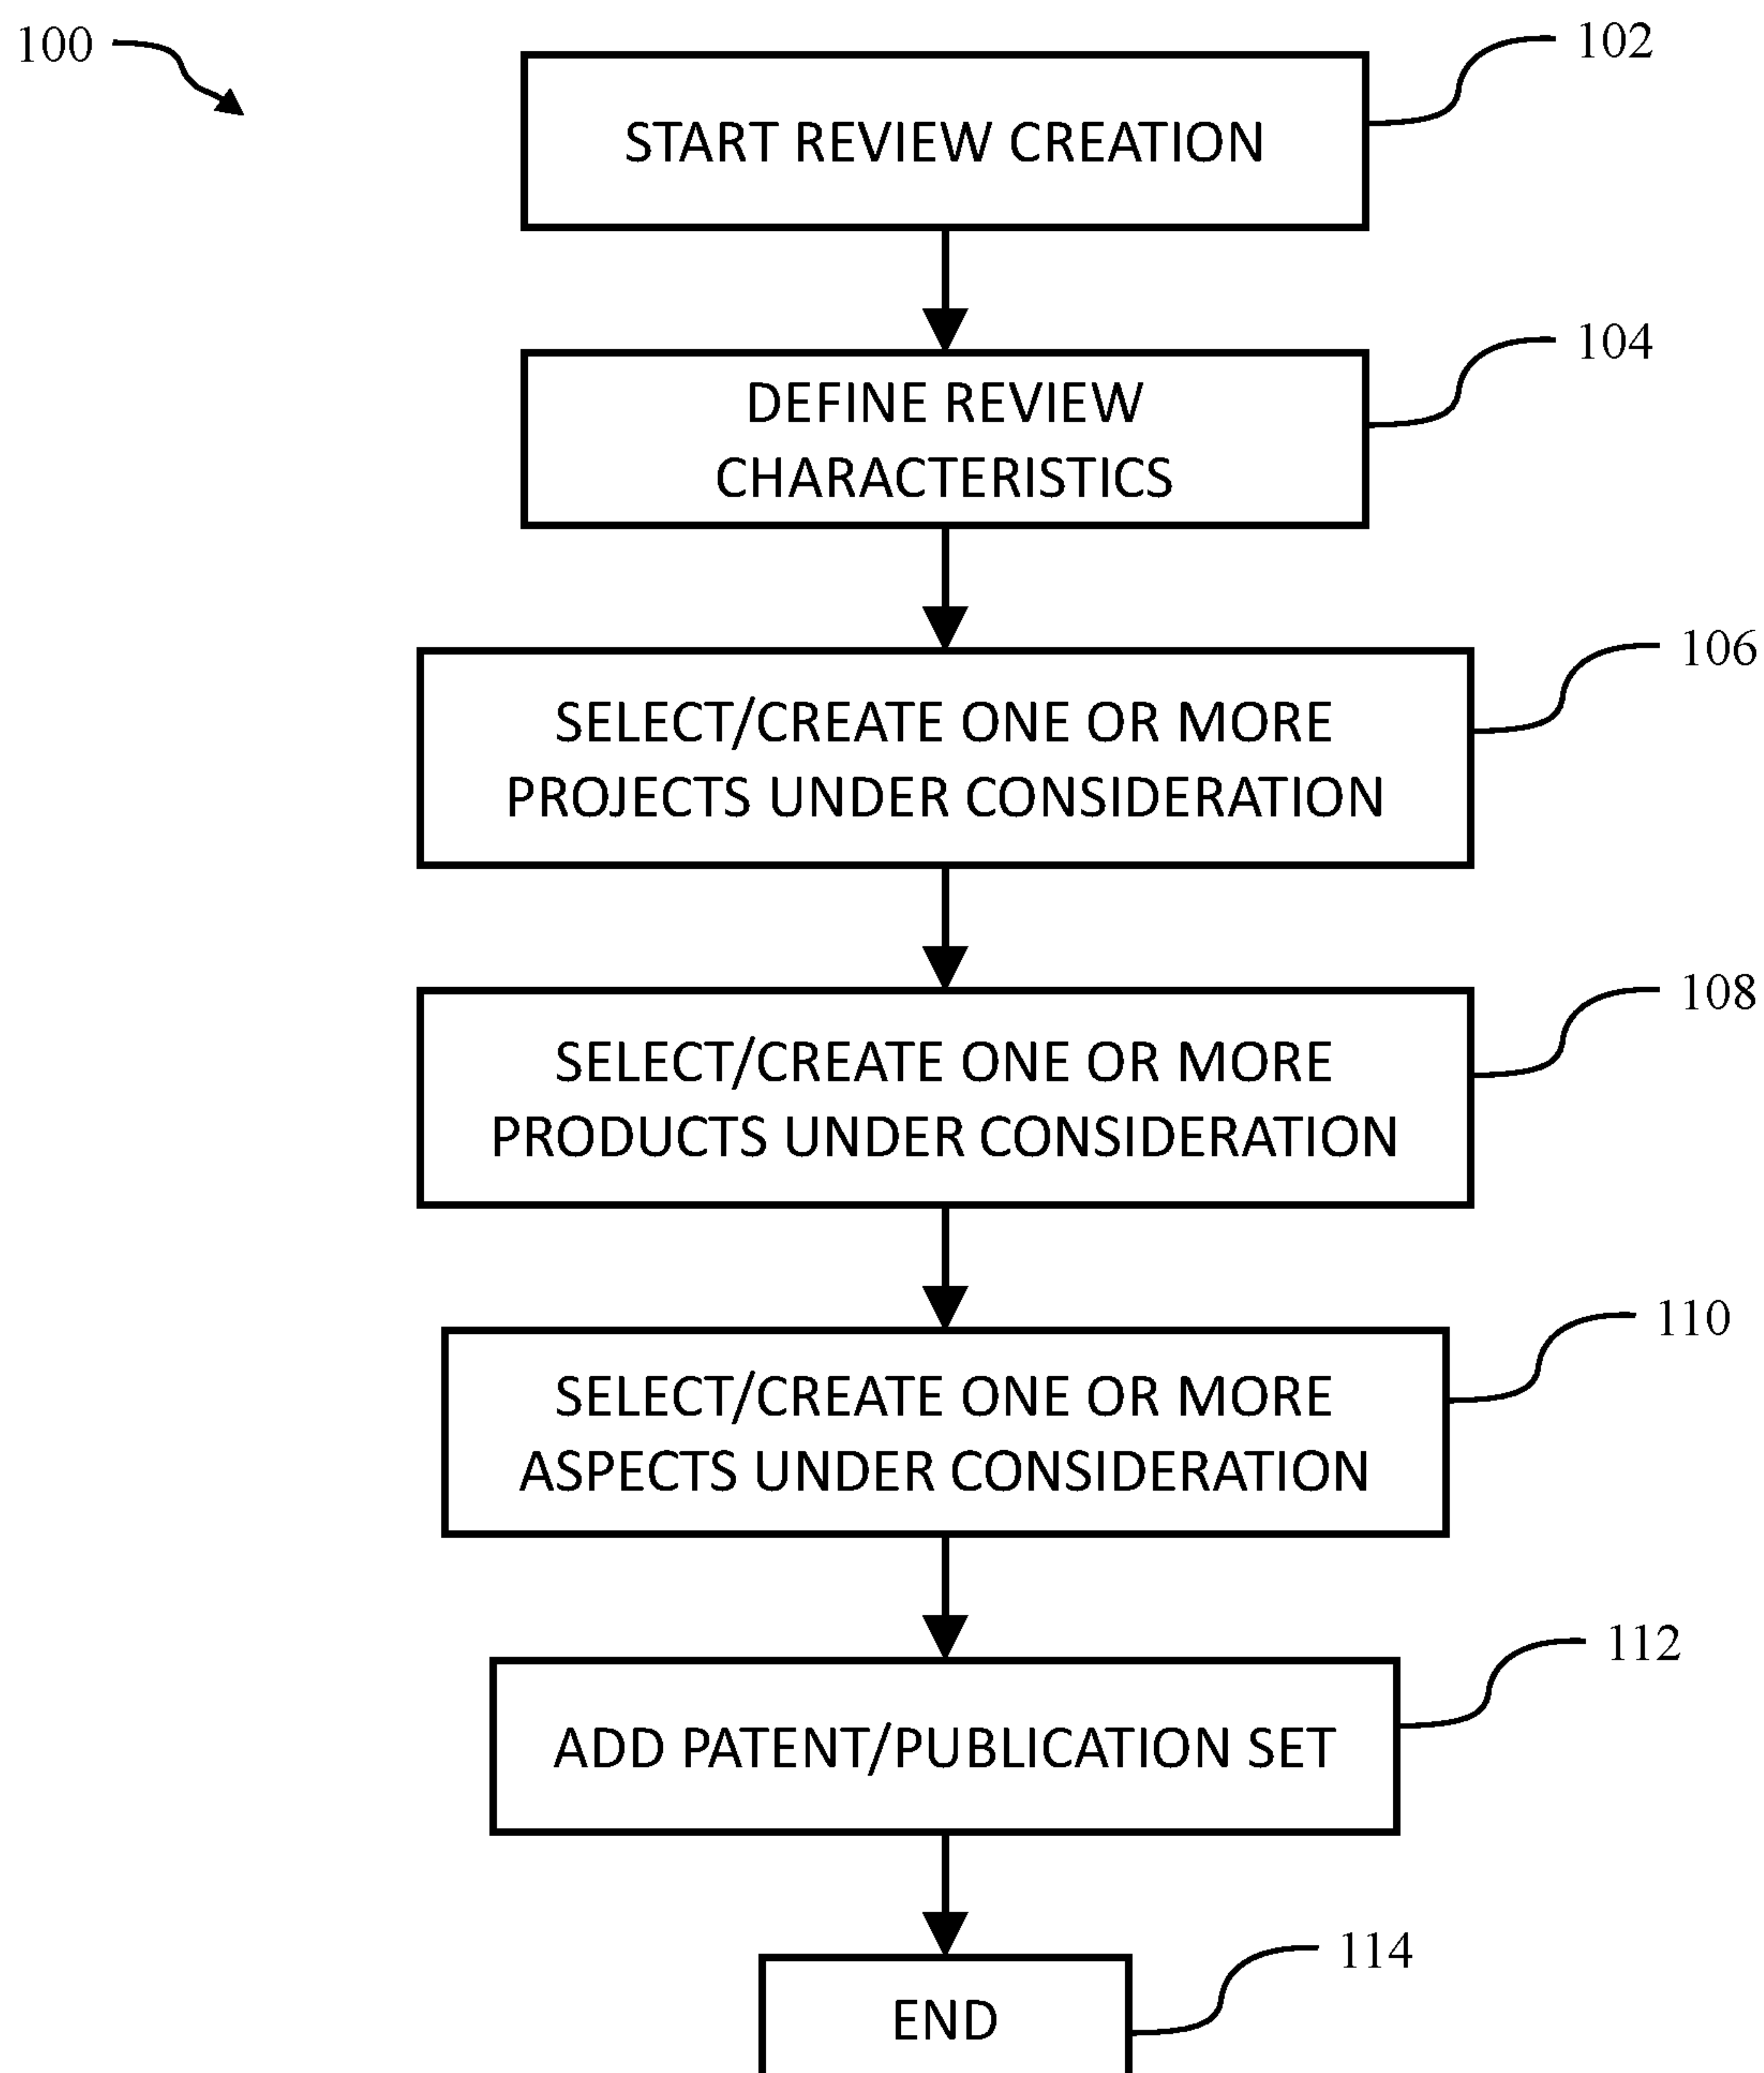 100
102
START REVIEW CREATION
104
DEFINE REVIEW
CHARACTERISTICS
106
SELECT/CREATE ONE OR MORE
PROJECTS UNDER CONSIDERATION
108
SELECT/CREATE ONE OR MORE
PRODUCTS UNDER CONSIDERATION
110
SELECT/CREATE ONE OR MORE
ASPECTS UNDER CONSIDERATION
112
ADD PATENT/PUBLICATION SET
114
END